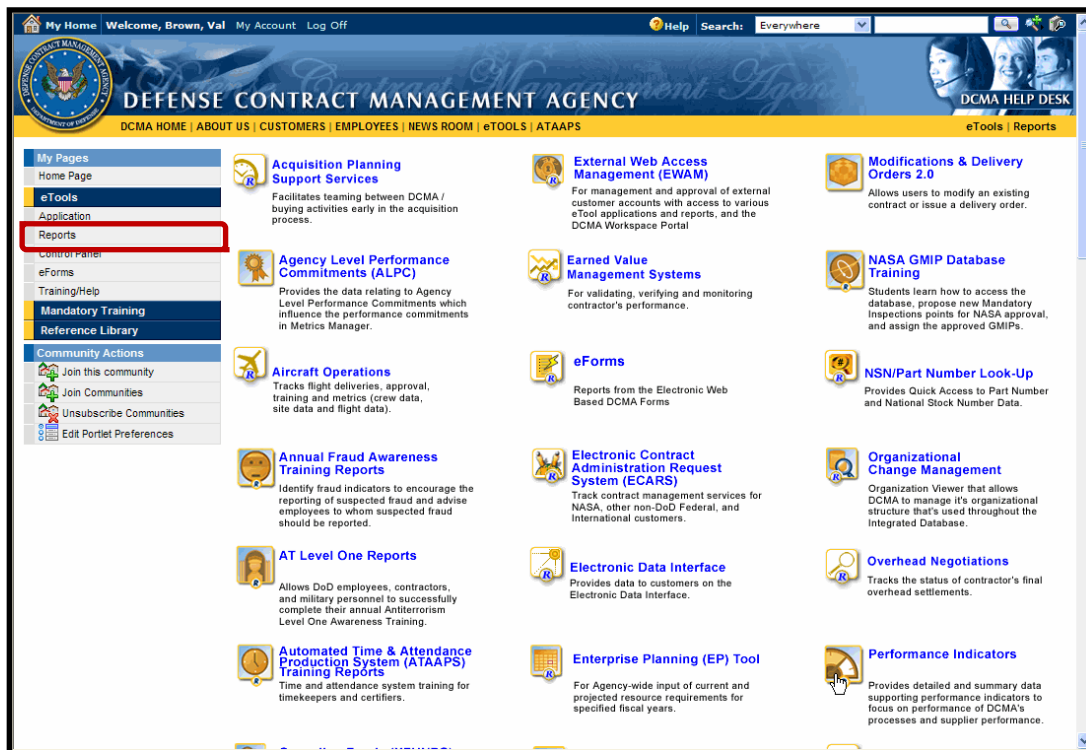 My Home Welcome, Brown, Val My Account Log Off Help Search: Everywhere
DEFENSE CONTRACT MANAGEMENT AGENCY
DCMA HELP DESK
DCMA HOME | ABOUT US | CUSTOMERS | EMPLOYEES | NEWS ROOM | eTOOLS | ATAAPS
eTools | Reports
My Pages
Home Page
eTools
Application
Reports
Control Panel
eForms
Training/Help
Mandatory Training
Reference Library
Community Actions
Join this community
Join Communities
Unsubscribe Communities
Edit Portlet Preferences
Acquisition Planning
Support Services
Facilitates teaming between DCMA /
buying activities early in the acquisition
process.
Agency Level Performance
Commitments (ALPC)
Provides the data relating to Agency
Level Performance Commitments which
influence the performance commitments
in Metrics Manager.
Aircraft Operations
Tracks flight deliveries, approval,
training and metrics (crew data,
site data and flight data).
Annual Fraud Awareness
Training Reports
Identify fraud indicators to encourage the
reporting of suspected fraud and advise
employees to whom suspected fraud
should be reported.
AT Level One Reports
Allows DoD employees, contractors,
and military personnel to successfully
complete their annual Antiterrorism
Level One Awareness Training.
Automated Time & Attendance
Production System (ATAAPS)
Training Reports
Time and attendance system training for
timekeepers and certifiers.
External Web Access
Management (EWAM)
For management and approval of external
customer accounts with access to various
eTool applications and reports, and the
DCMA Workspace Portal
Earned Value
Management Systems
For validating, verifying and monitoring
contractor's performance.
eForms
Reports from the Electronic Web
Based DCMA Forms
Electronic Contract
Administration Request
System (ECARS)
Track contract management services for
NASA, other non-DoD Federal, and
International customers.
Electronic Data Interface
Provides data to customers on the
Electronic Data Interface.
Enterprise Planning (EP) Tool
For Agency-wide input of current and
projected resource requirements for
specified fiscal years.
Modifications & Delivery
Orders 2.0
Allows users to modify an existing
contract or issue a delivery order.
NASA GMIP Database
Training
Students learn how to access the
database, propose new Mandatory
Inspections points for NASA approval,
and assign the approved GMIPs.
NSN/Part Number Look-Up
Provides Quick Access to Part Number
and National Stock Number Data.
Organizational
Change Management
Organization Viewer that allows
DCMA to manage it's organizational
structure that's used throughout the
Integrated Database.
Overhead Negotiations
Tracks the status of contractor's final
overhead settlements.
Performance Indicators
Provides detailed and summary data
supporting performance indicators to
focus on performance of DCMA's
processes and supplier performance.